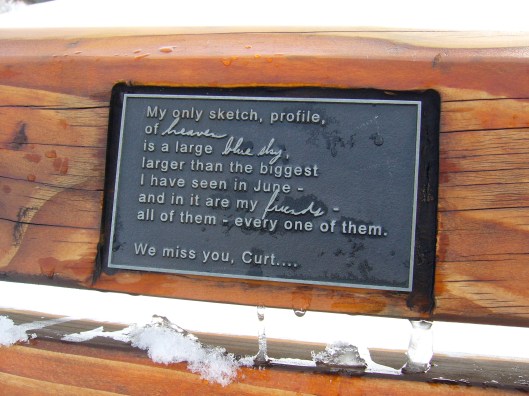 My only sketch, profile,
of heaven
is a large blue sky,
larger than the biggest
I have seen in June -
and in it are my friends -
all of them - every one of them.
We miss you, Curt....